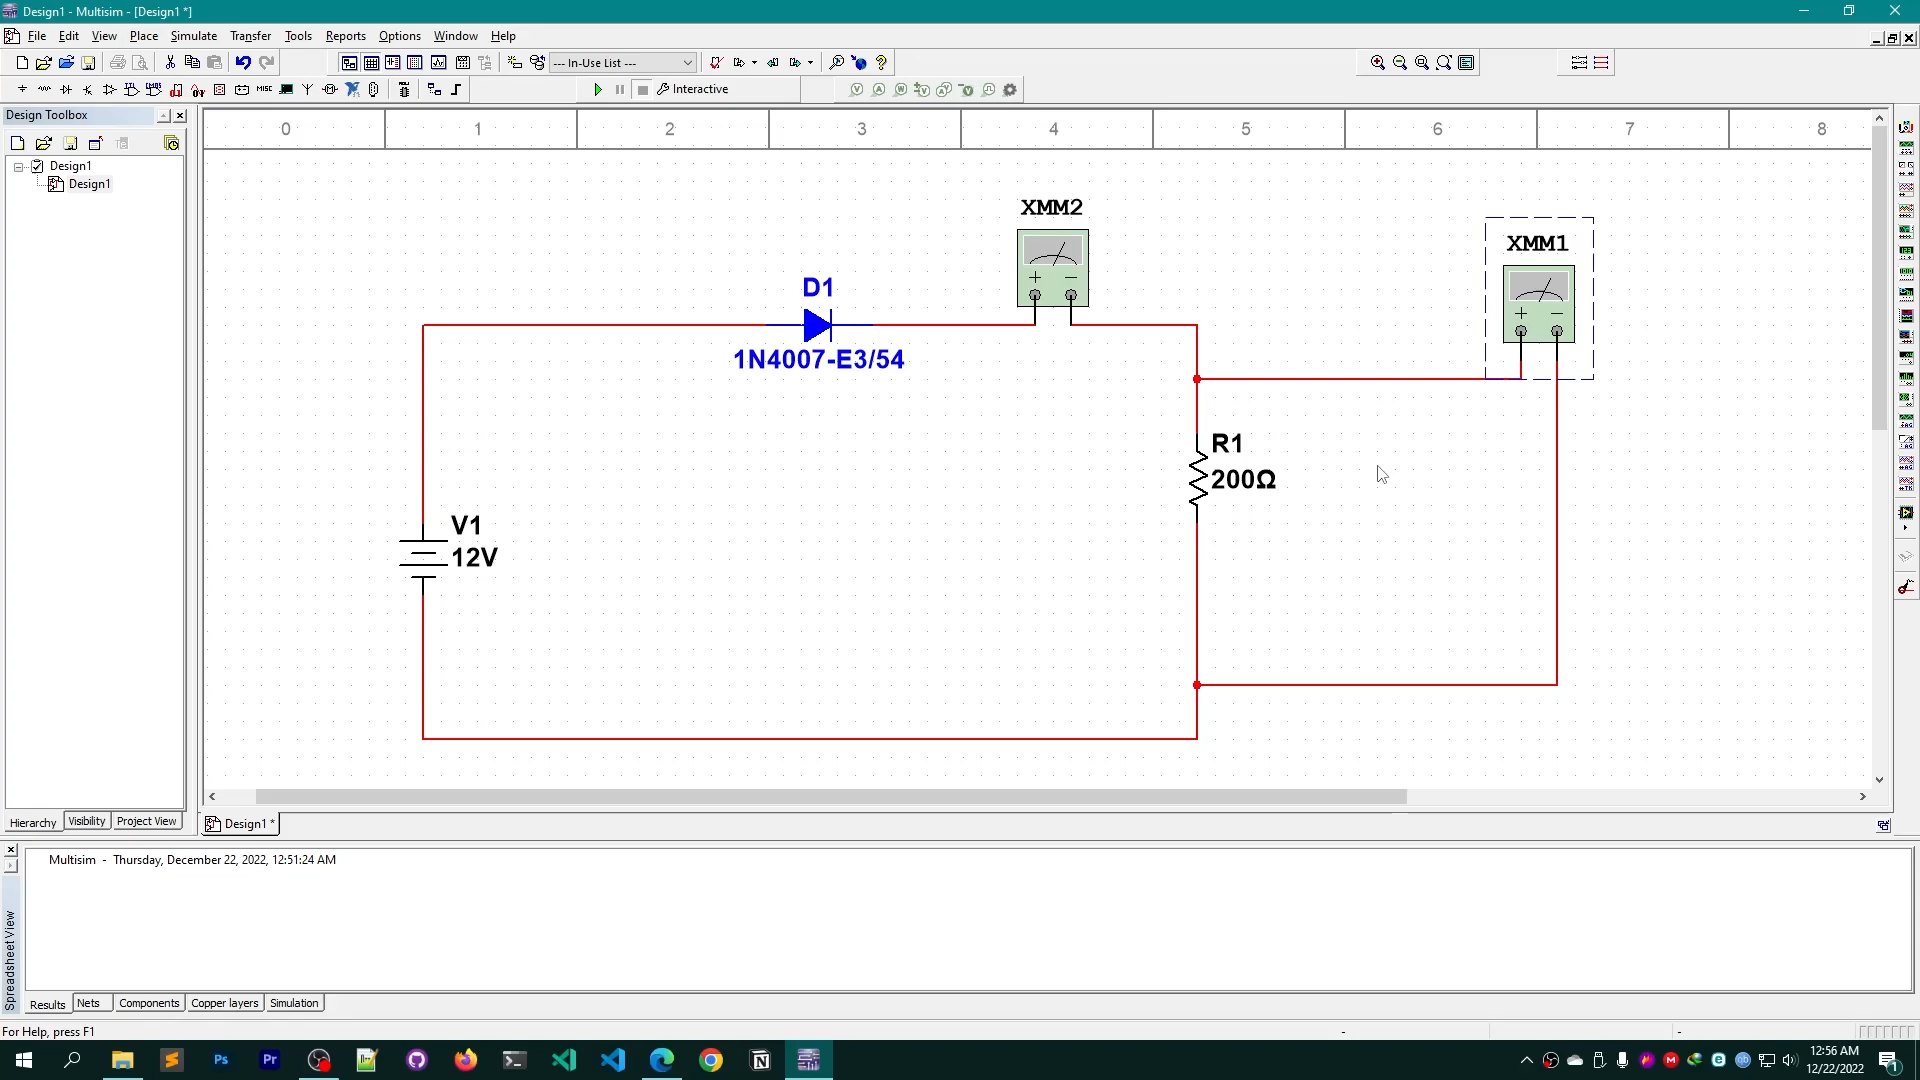 Design1 - Multisim - [Design1 *]
File Edit View Place Simulate Transfer Tools Reports Options Window Help
--- In-Use List ---
Interactive
Design Toolbox
0 1 2 3 4 5 6 7 8
Design1
Design1
XMM2
XMM1
D1
1N4007-E3/54
R1
200Ω
V1
12V
Hierarchy Visibility Project View
Design1 *
Multisim - Thursday, December 22, 2022, 12:51:24 AM
Spreadsheet View
Results Nets Components Copper layers Simulation
For Help, press F1
12:56 AM
12/22/2022